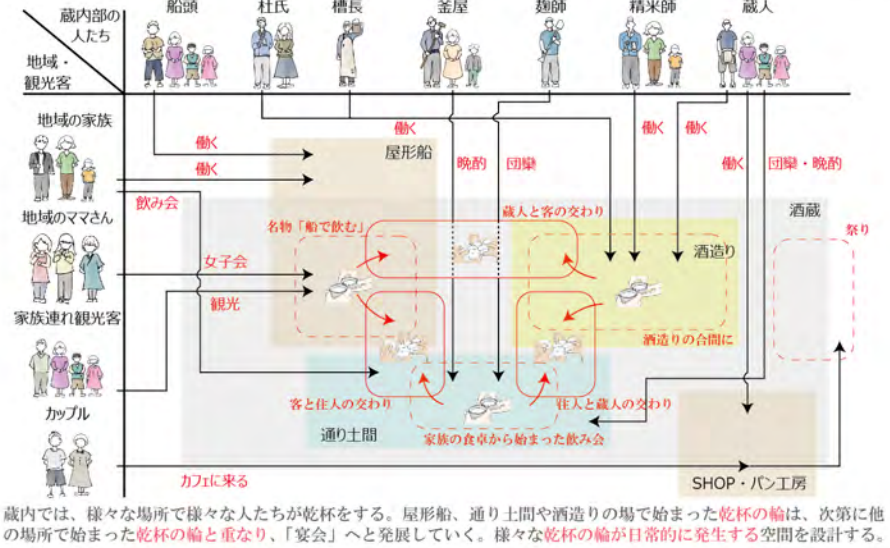 蔵内部の
人たち
地域・
観光客
船頭
杜氏
槽長
釜屋
麹師
精米師
蔵人
地域の家族
働く
働く
働く
働く
働く
働く
屋形船
晩酌
団欒
団欒・晩酌
飲み会
地域のママさん
蔵人と客の交わり
酒蔵
名物「船で飲む」
酒造り
祭り
女子会
観光
家族連れ観光客
酒造りの合間に
カップル
客と住人の交わり
住人と蔵人の交わり
通り土間
家族の食卓から始まった飲み会
カフェに来る
SHOP・パン工房
蔵内では、様々な場所で様々な人たちが乾杯をする。屋形船、通り土間や酒造りの場で始まった乾杯の輪は、次第に他
の場所で始まった乾杯の輪と重なり、「宴会」へと発展していく。様々な乾杯の輪が日常的に発生する空間を設計する。